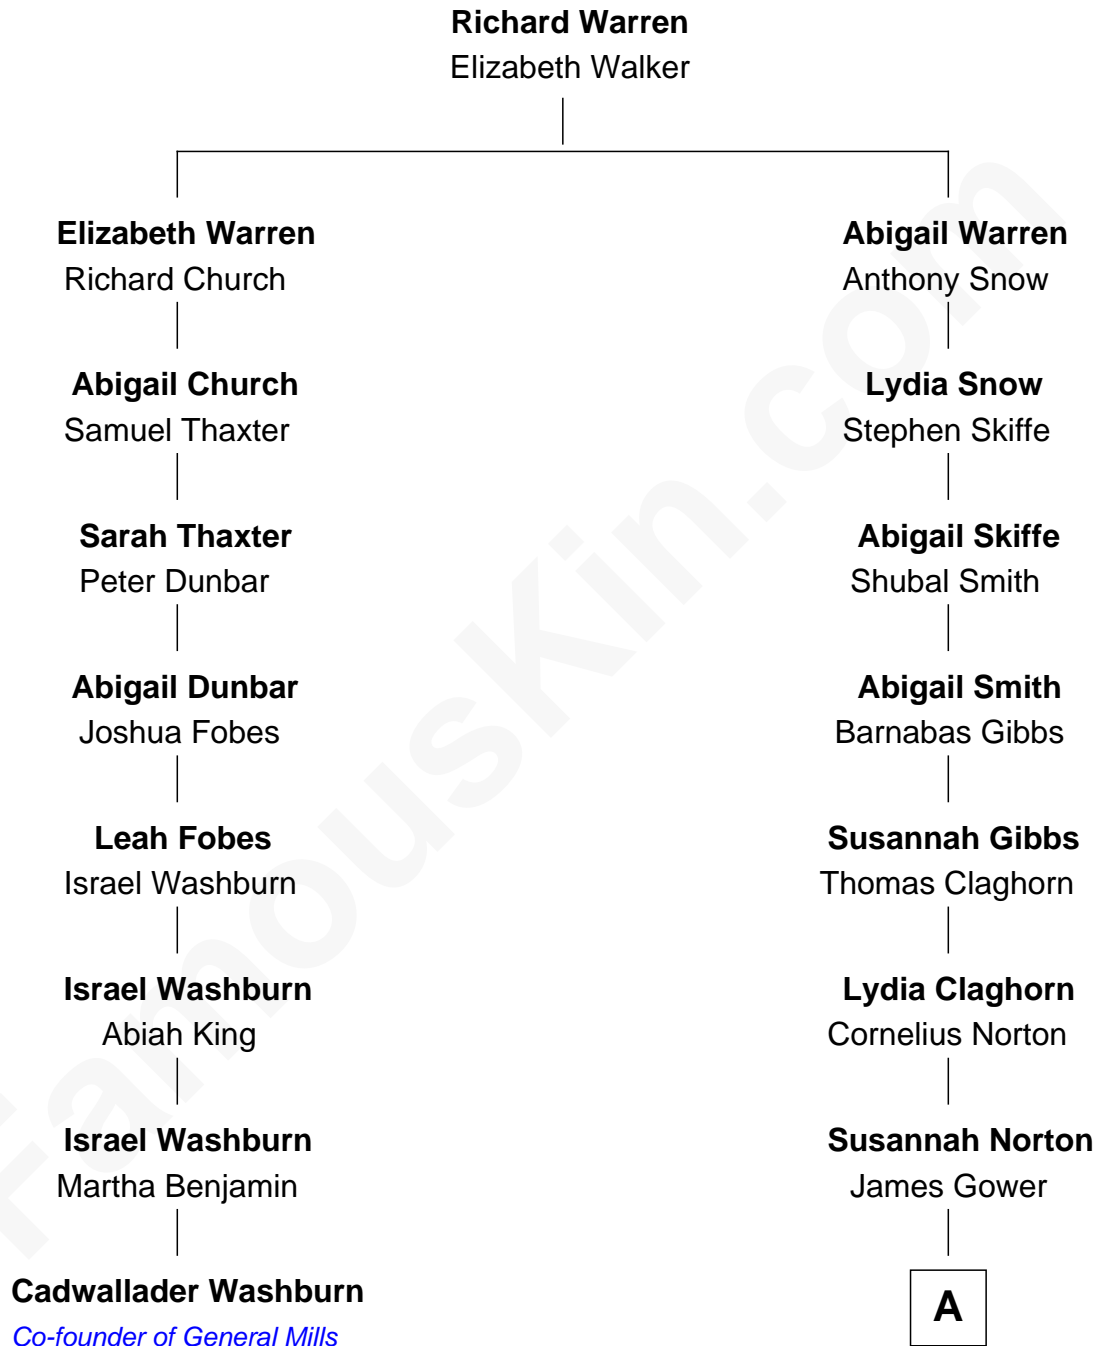 Richard Warren
Elizabeth Walker
Elizabeth Warren
Richard Church
Abigail Church
Samuel Thaxter
Sarah Thaxter
Peter Dunbar
Abigail Dunbar
Joshua Fobes
Leah Fobes
Israel Washburn
Israel Washburn
Abiah King
Israel Washburn
Martha Benjamin
Cadwallader Washburn
Co-founder of General Mills
Abigail Warren
Anthony Snow
Lydia Snow
Stephen Skiffe
Abigail Skiffe
Shubal Smith
Abigail Smith
Barnabas Gibbs
Susannah Gibbs
Thomas Claghorn
Lydia Claghorn
Cornelius Norton
Susannah Norton
James Gower
A
FamousKin.com